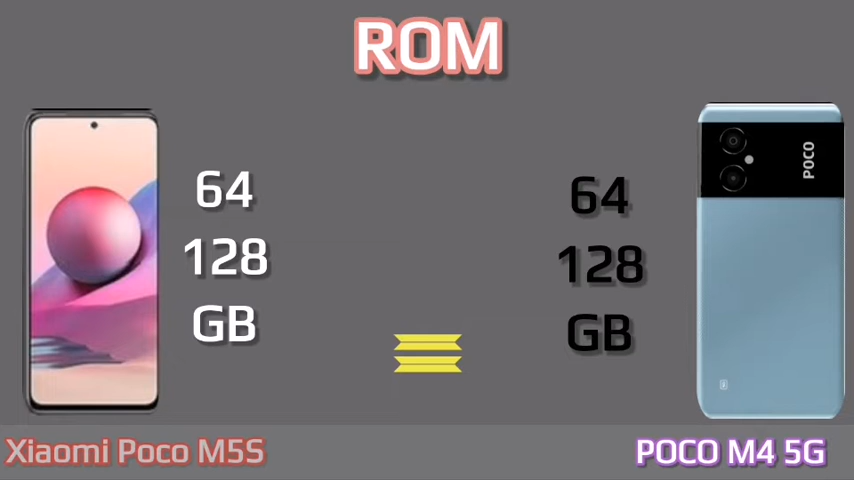 ROM
64
128
GB
64
128
GB
POCO
Xiaomi Poco M5S
POCO M4 5G